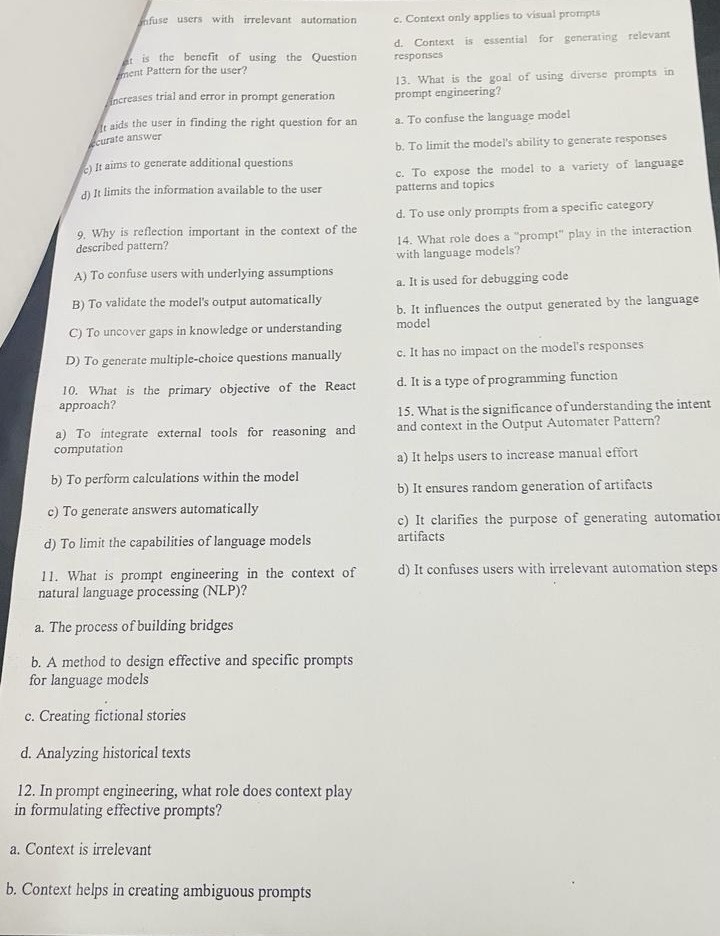 users with irrelevant automation
is the benefit of using the Question
Pattern for the user?
increases trial and error in prompt generation
It aids the user in finding the right question for an
answer
c) It aims to generate additional questions
d) It limits the information available to the user
9. Why is reflection important in the context of the
described pattern?
A) To confuse users with underlying assumptions
B) To validate the model's output automatically
C) To uncover gaps in knowledge or understanding
D) To generate multiple-choice questions manually
10. What is the primary objective of the React
approach?
a) To integrate external tools for reasoning and
computation
b) To perform calculations within the model
c) To generate answers automatically
d) To limit the capabilities of language models
11. What is prompt engineering in the context of
natural language processing (NLP)?
a. The process of building bridges
b. A method to design effective and specific prompts
for language models
c. Creating fictional stories
d. Analyzing historical texts
12. In prompt engineering, what role does context play
in formulating effective prompts?
a. Context is irrelevant
b. Context helps in creating ambiguous prompts
c. Context only applies to visual prompts
d. Context is essential for generating relevant
responses
13. What is the goal of using diverse prompts in
prompt engineering?
a. To confuse the language model
b. To limit the model's ability to generate responses
c. To expose the model to a variety of language
patterns and topics
d. To use only prompts from a specific category
14. What role does a "prompt" play in the interaction
with language models?
a. It is used for debugging code
b. It influences the output generated by the language
model
c. It has no impact on the model's responses
d. It is a type of programming function
15. What is the significance of understanding the intent
and context in the Output Automater Pattern?
a) It helps users to increase manual effort
b) It ensures random generation of artifacts
c) It clarifies the purpose of generating automation
artifacts
d) It confuses users with irrelevant automation steps